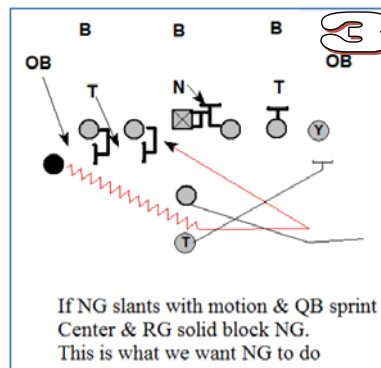 B B B
OB OB
T N T
Y
T
If NG slants with motion & QB sprint
Center & RG solid block NG.
This is what we want NG to do